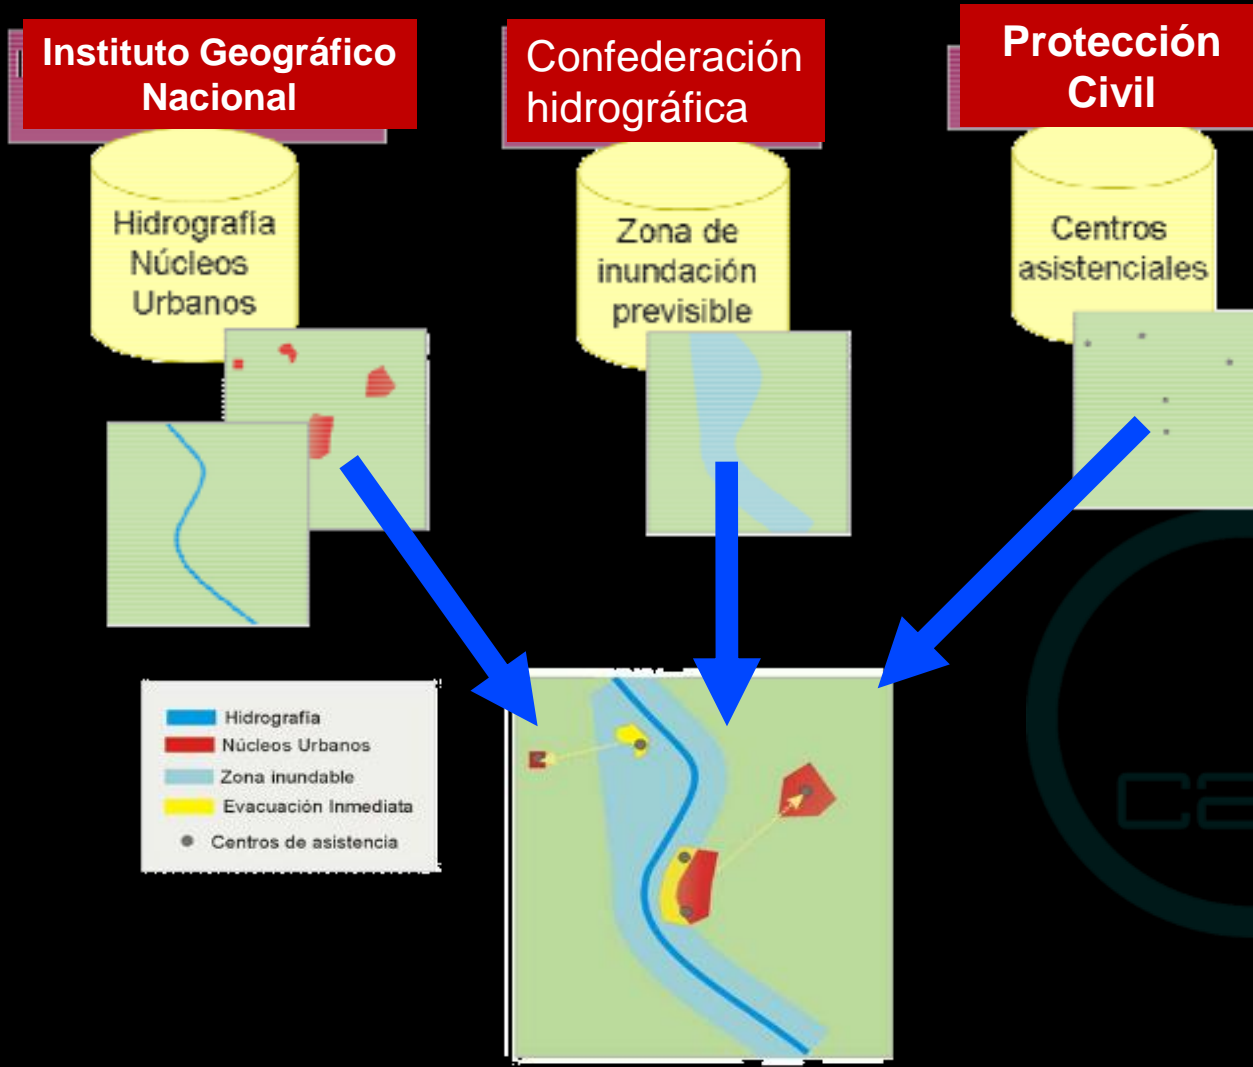 Instituto Geográfico
Nacional
Confederación
hidrográfica
Protección
Civil
Hidrografía
Núcleos
Urbanos
Zona de
inundación
previsible
Centros
asistenciales
Hidrografía
Núcleos Urbanos
Zona inundable
Evacuación Inmediata
Centros de asistencia